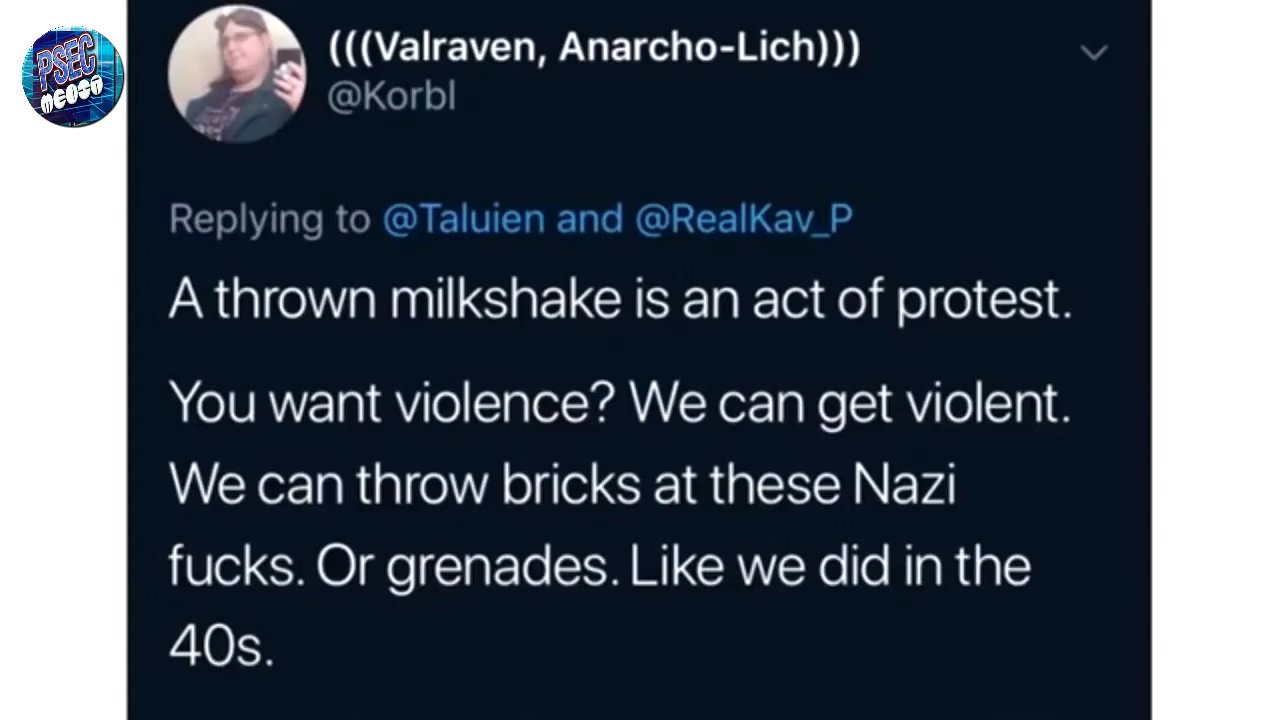 PSEC
MEDIA
(((Valraven, Anarcho-Lich)))
@Korbl
Replying to @Taluien and @RealKav_P
A thrown milkshake is an act of protest.
You want violence? We can get violent.
We can throw bricks at these Nazi
fucks. Or grenades. Like we did in the
40s.